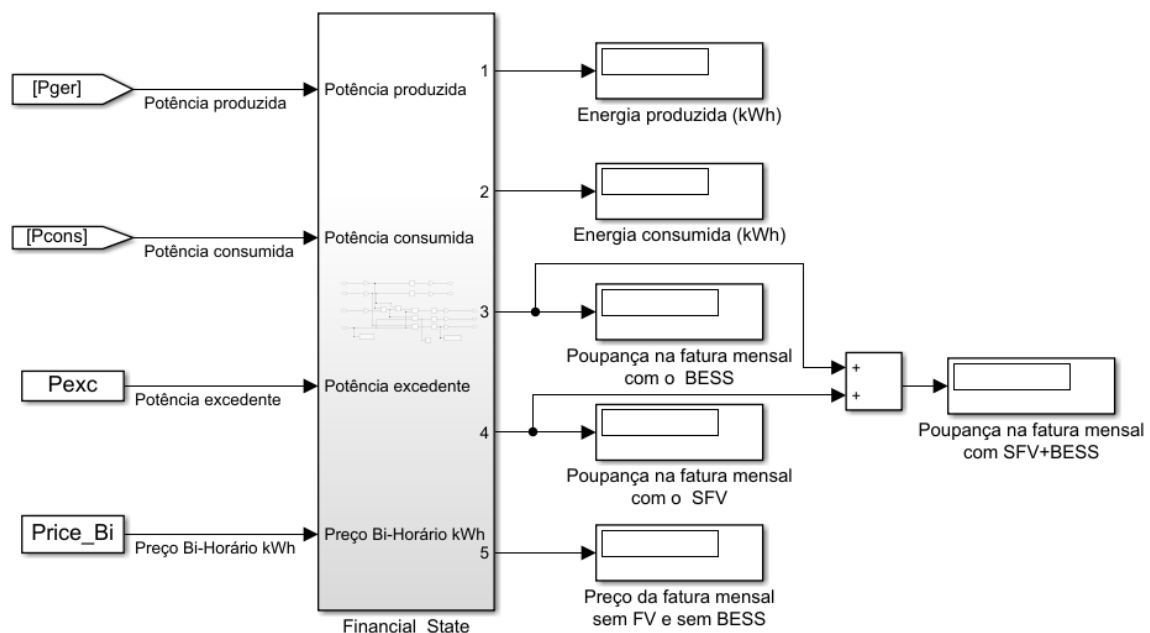 [Pger]
Potência produzida
Potência produzida
1
Energia produzida (kWh)
[Pcons]
Potência consumida
Potência consumida
2
Energia consumida (kWh)
3
Poupança na fatura mensal
com o BESS
+
+
Poupança na fatura mensal
com SFV+BESS
Pexc
Potência excedente
Potência excedente
4
Poupança na fatura mensal
com o SFV
Price_Bi
Preço Bi-Horário kWh
Preço Bi-Horário kWh
5
Preço da fatura mensal
sem FV e sem BESS
Financial_State